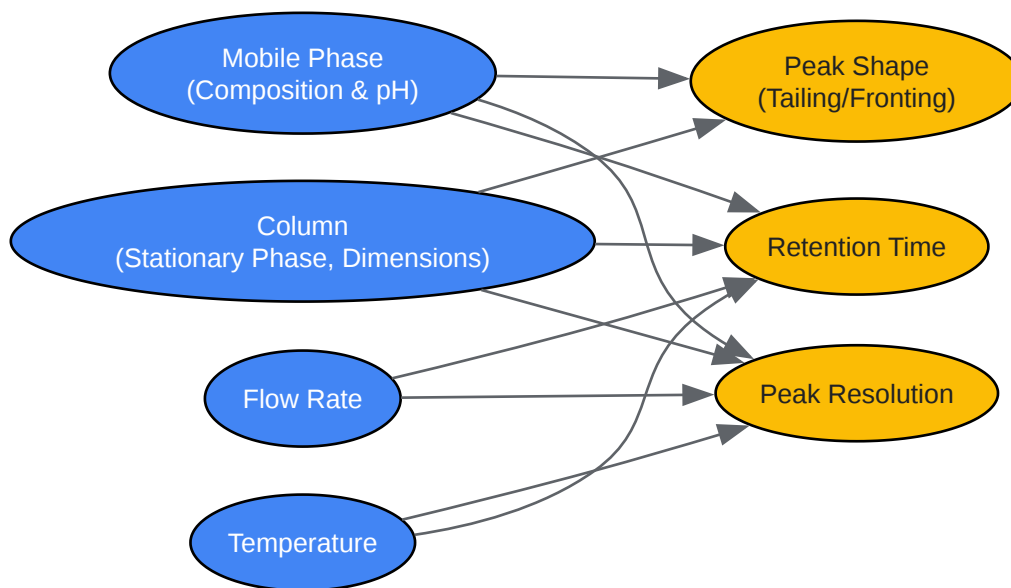 Mobile Phase
(Composition & pH)
Peak Shape
(Tailing/Fronting)
Column
(Stationary Phase, Dimensions)
Retention Time
Flow Rate
Peak Resolution
Temperature